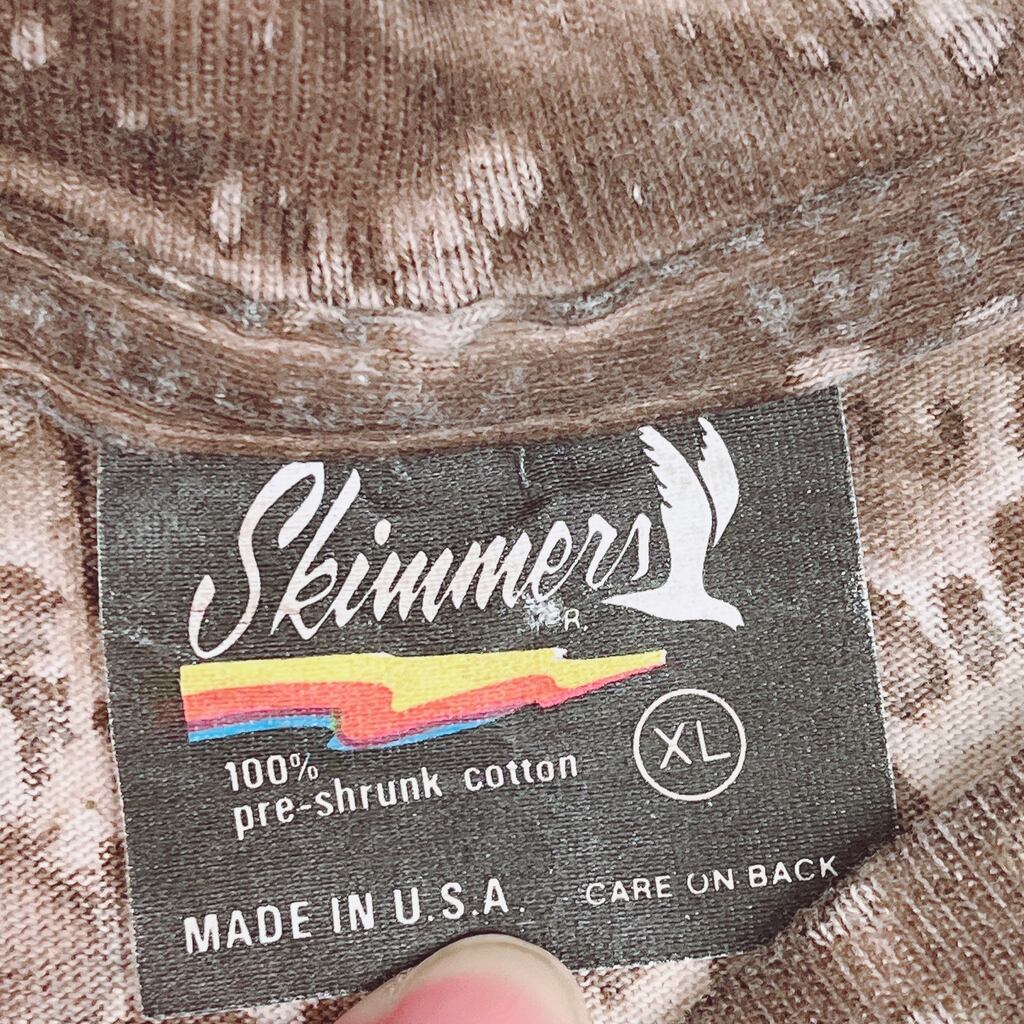 Skimmers
R.
XL
100%
pre-shrunk cotton
MADE IN U.S.A.
CARE ON BACK